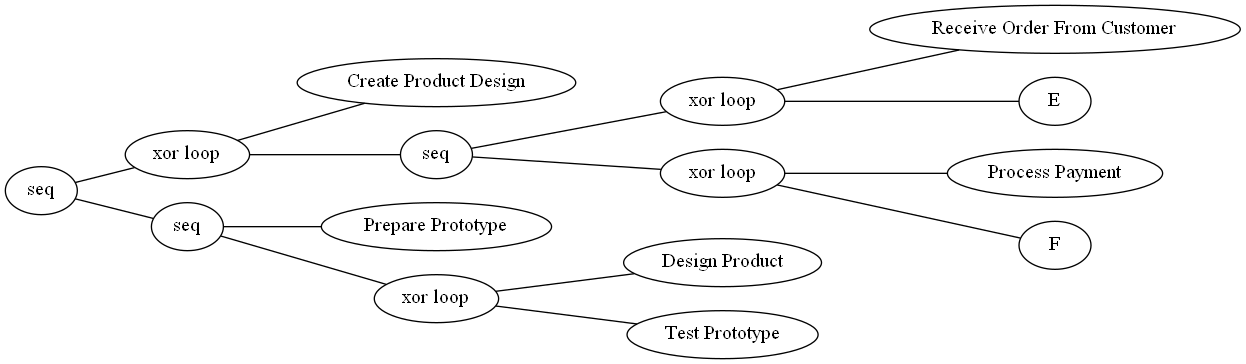 Receive Order From Customer
Create Product Design
xor loop
E
xor loop
seq
xor loop
Process Payment
seq
seq
Prepare Prototype
F
Design Product
xor loop
Test Prototype